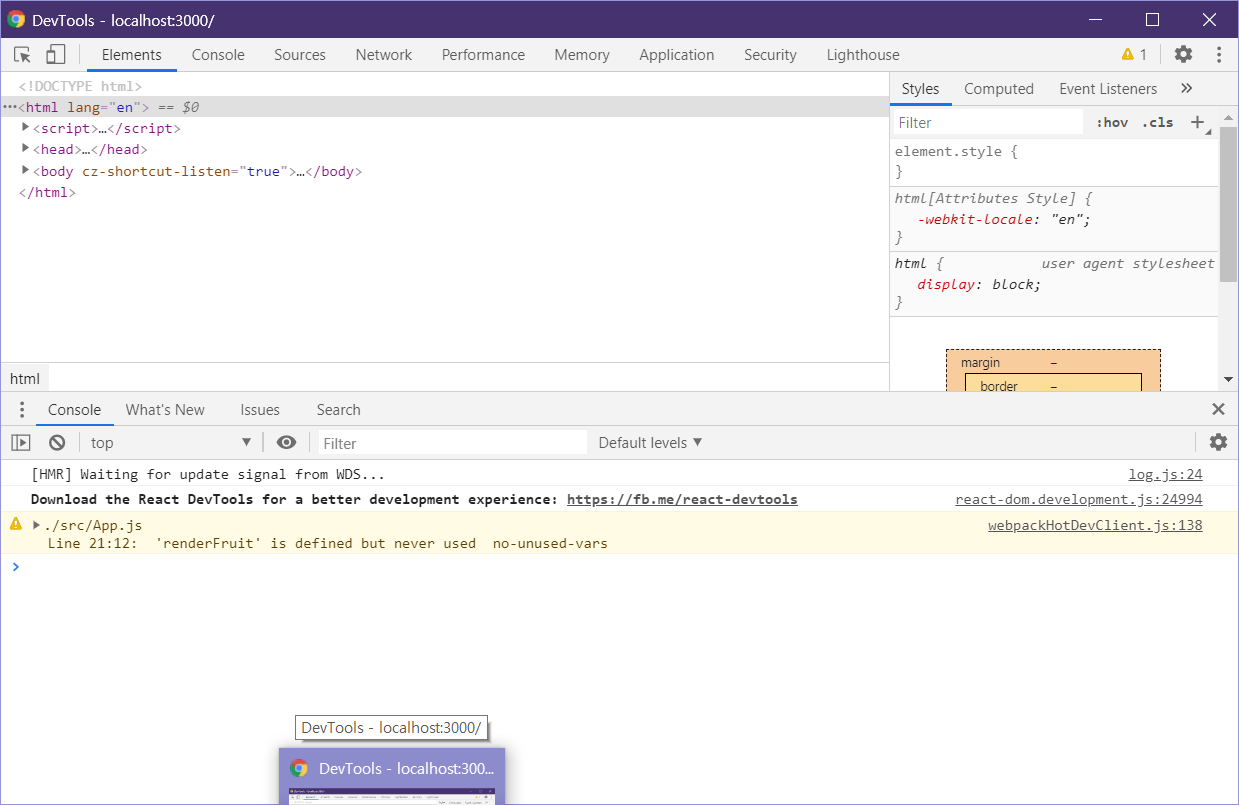 DevTools - localhost:3000/
Elements Console Sources Network Performance Memory Application Security Lighthouse 1
<!DOCTYPE html>
…<html lang="en"> == $0
<script>…</script>
<head>…</head>
<body cz-shortcut-listen="true">…</body>
</html>
html
Styles Computed Event Listeners »
Filter :hov .cls +
element.style {
}
html[Attributes Style] {
-webkit-locale: "en";
}
html { user agent stylesheet
display: block;
}
margin –
border –
Console What's New Issues Search
top Filter Default levels
[HMR] Waiting for update signal from WDS... log.js:24
Download the React DevTools for a better development experience: https://fb.me/react-devtools react-dom.development.js:24994
./src/App.js webpackHotDevClient.js:138
Line 21:12: 'renderFruit' is defined but never used no-unused-vars
>
DevTools - localhost:3000/
DevTools - localhost:300...